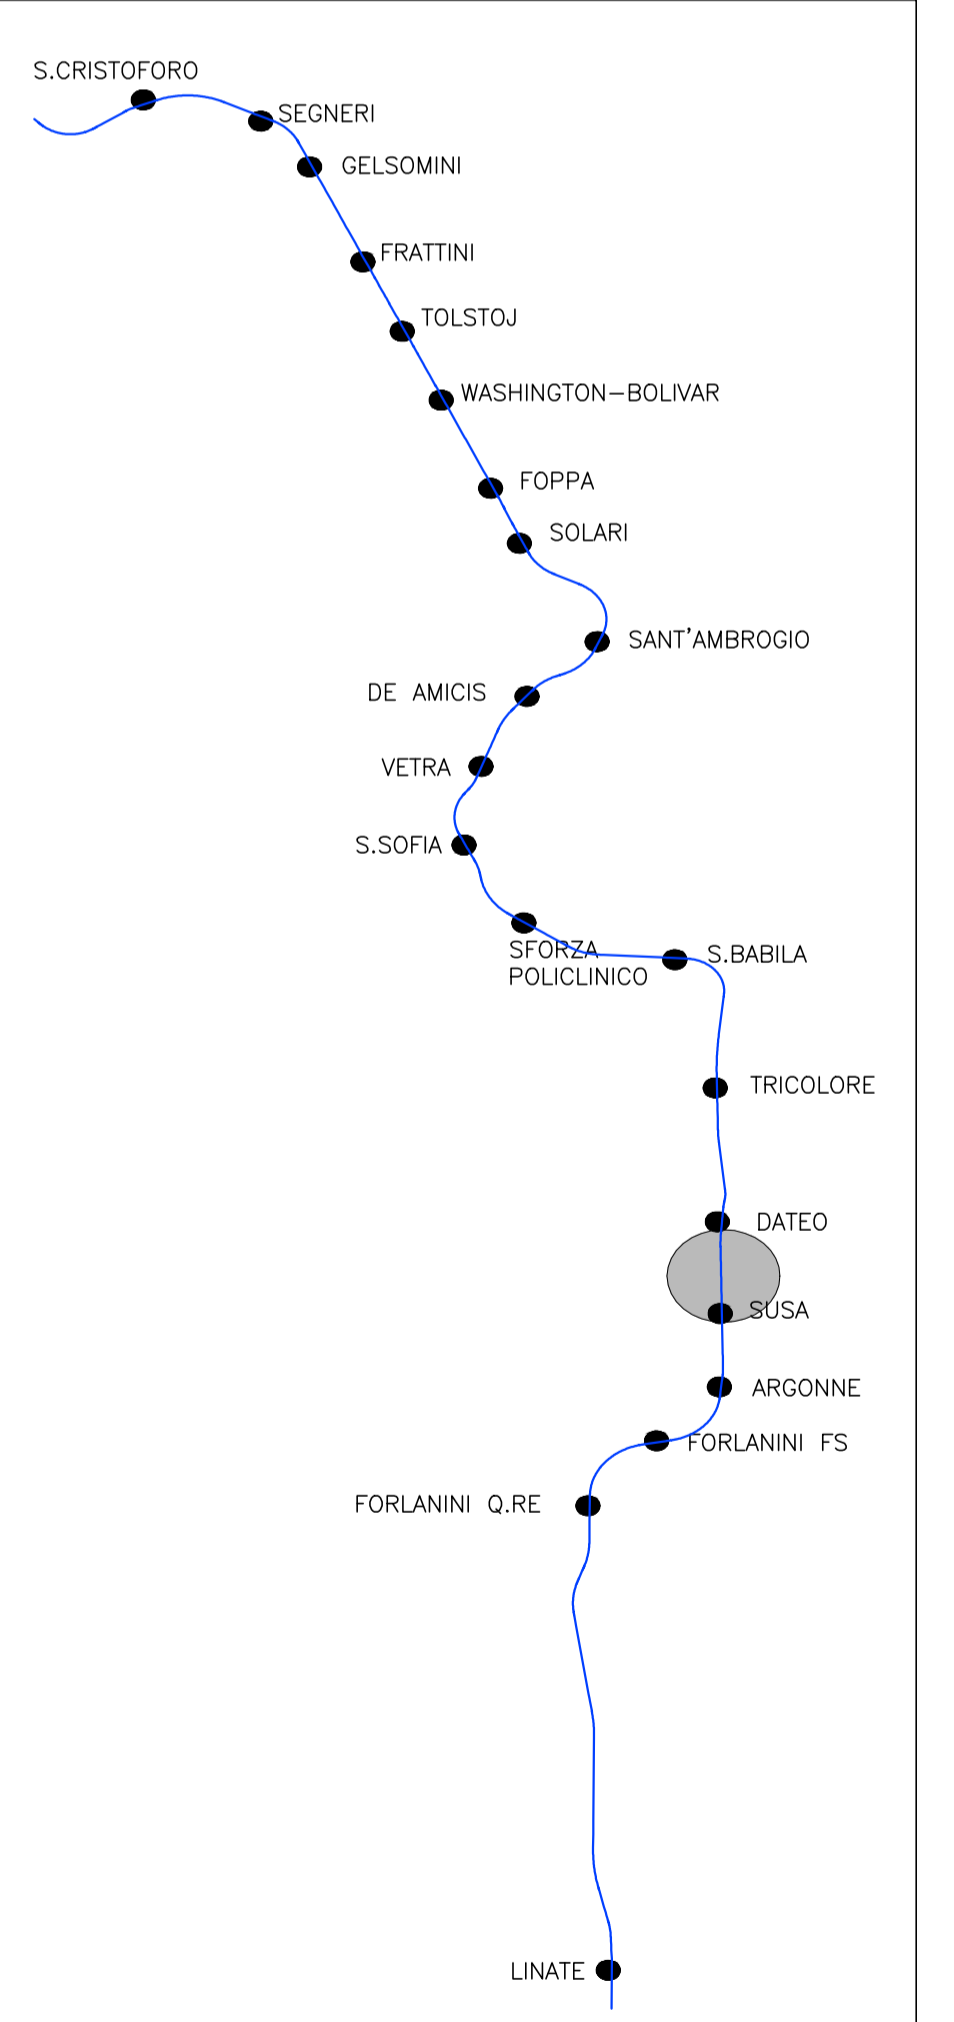 S.CRISTOFORO
SEGNERI
GELSOMINI
FRATTINI
TOLSTOJ
WASHINGTON-BOLIVAR
FOPPA
SOLARI
SANT'AMBROGIO
DE AMICIS
VETRA
S.SOFIA
SFORZA
POLICLINICO
S.BABILA
TRICOLORE
DATEO
SUSA
ARGONNE
FORLANINI FS
FORLANINI Q.RE
LINATE